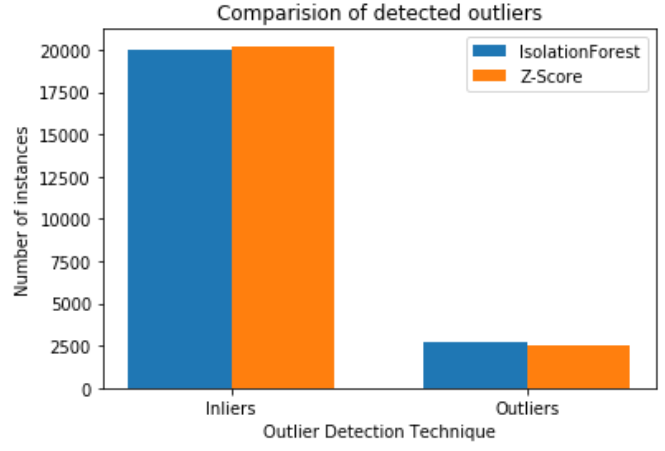 Comparision of detected outliers
IsolationForest
Z-Score
Number of instances
20000
17500
15000
12500
10000
7500
5000
2500
0
Inliers
Outliers
Outlier Detection Technique